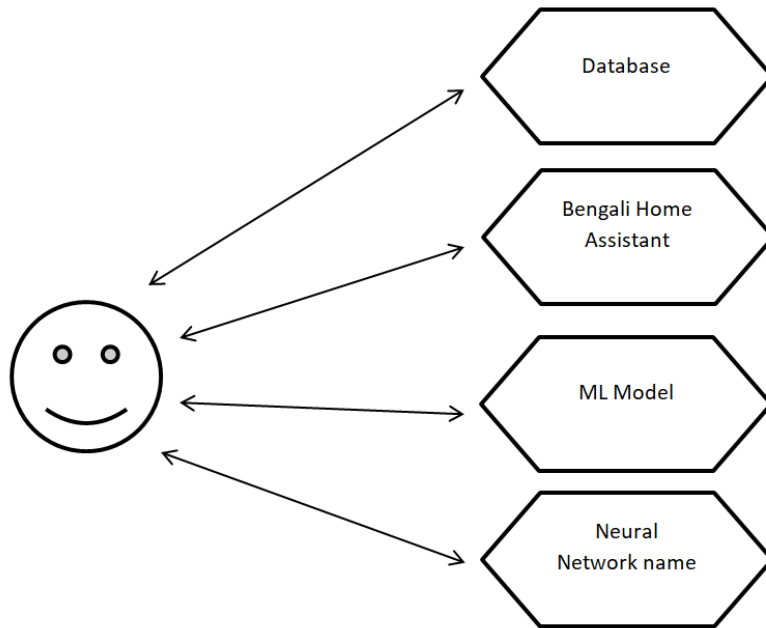 Database
Bengali Home
Assistant
ML Model
Neural
Network name